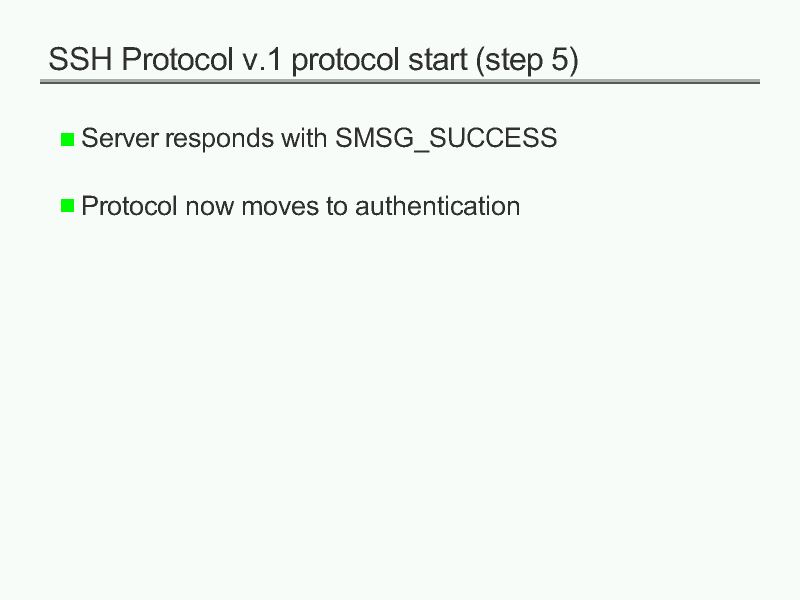 SSH Protocol v.1 protocol start (step 5)
Server responds with SMSG_SUCCESS
Protocol now moves to authentication